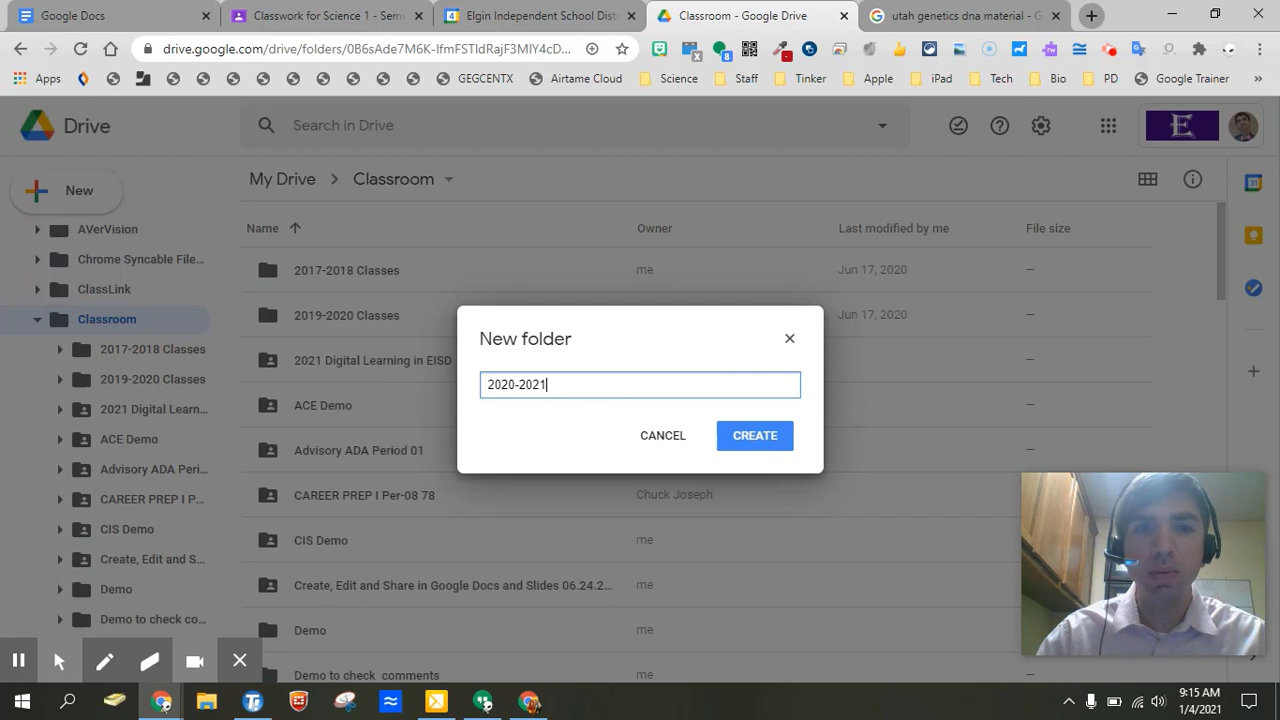 Google Docs
Classwork for Science 1 - Seme
Elgin Independent School Dist
Classroom - Google Drive
utah genetics dna material - G
drive.google.com/drive/folders/0B6sAde7M6K-IfmFSTldRajF3MlY4cD...
X
8
Apps
GEGCENTX
Airtame Cloud
Science
Staff
Tinker
Apple
iPad
Tech
Bio
PD
Google Trainer
»
Drive
Search in Drive
E
New
My Drive
Classroom
31
AVerVision
Chrome Syncable File...
ClassLink
Classroom
2017-2018 Classes
2019-2020 Classes
2021 Digital Learn...
ACE Demo
Advisory ADA Peri...
CAREER PREP I P...
CIS Demo
Create, Edit and S...
Demo
Demo to check co...
Name
Owner
Last modified by me
File size
2017-2018 Classes
me
Jun 17, 2020
—
2019-2020 Classes
Jun 17, 2020
—
2021 Digital Learning in EISD
—
ACE Demo
—
Advisory ADA Period 01
—
CAREER PREP I Per-08 78
Chuck Joseph
CIS Demo
me
Create, Edit and Share in Google Docs and Slides 06.24.2...
me
Demo
me
Demo to check comments
me
New folder
2020-2021
CANCEL
CREATE
9:15 AM
1/4/2021